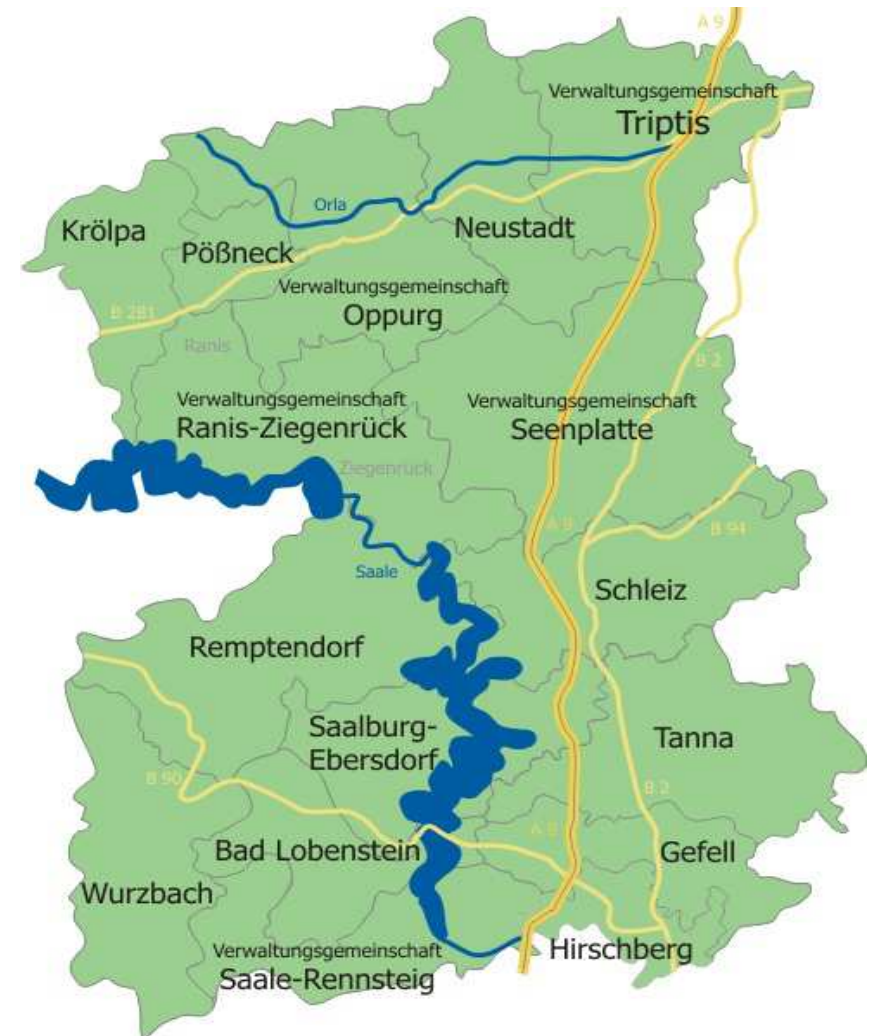 A 9
Verwaltungsgemeinschaft
Triptis
Orla
Krölpa
Pößneck
Neustadt
Verwaltungsgemeinschaft
Oppurg
B 281
Ranis
B 2
Verwaltungsgemeinschaft
Ranis-Ziegenrück
Verwaltungsgemeinschaft
Seenplatte
Ziegenrück
A 9
B 94
Saale
Schleiz
Remptendorf
Saalburg-
Ebersdorf
Tanna
B 90
B 2
A 9
Bad Lobenstein
Gefell
Wurzbach
Verwaltungsgemeinschaft
Saale-Rennsteig
Hirschberg